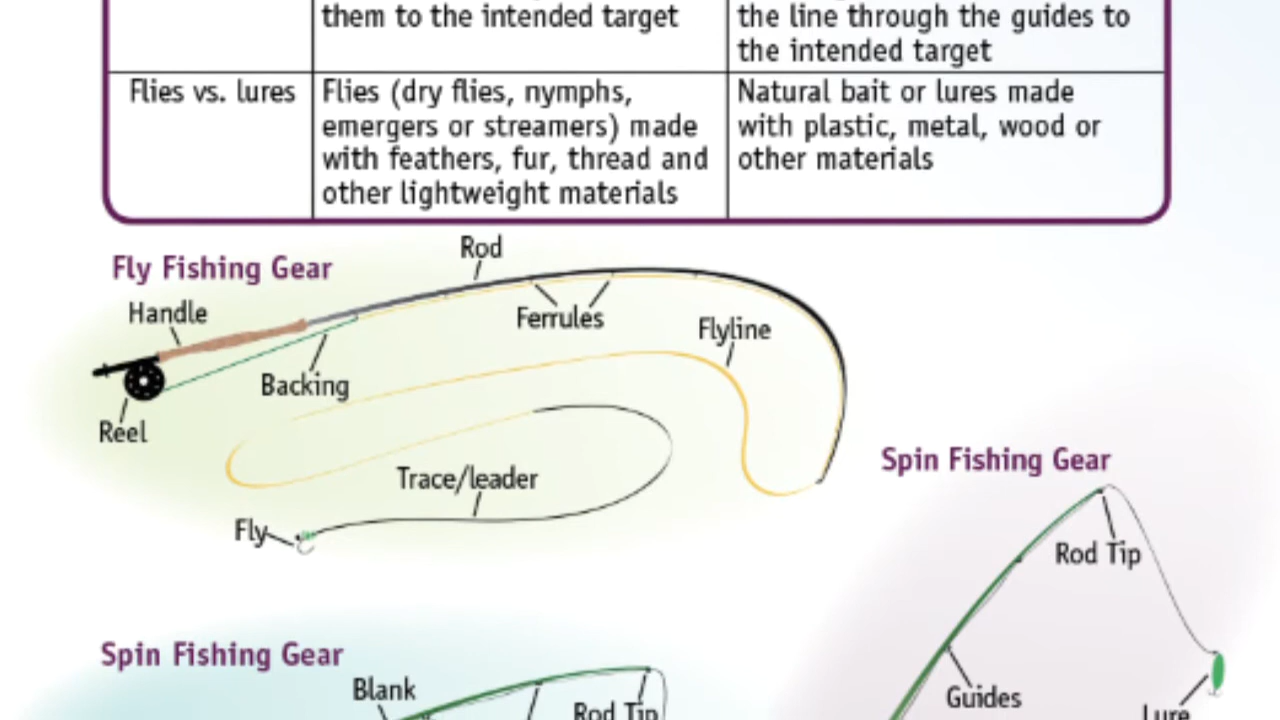 them to the intended target
the line through the guides to
the intended target
Flies vs. lures
Flies (dry flies, nymphs,
emergers or streamers) made
with feathers, fur, thread and
other lightweight materials
Natural bait or lures made
with plastic, metal, wood or
other materials
Fly Fishing Gear
Rod
Handle
Ferrules
Flyline
Backing
Reel
Trace/leader
Fly
Spin Fishing Gear
Rod Tip
Guides
Lure
Spin Fishing Gear
Blank
Rod Tip